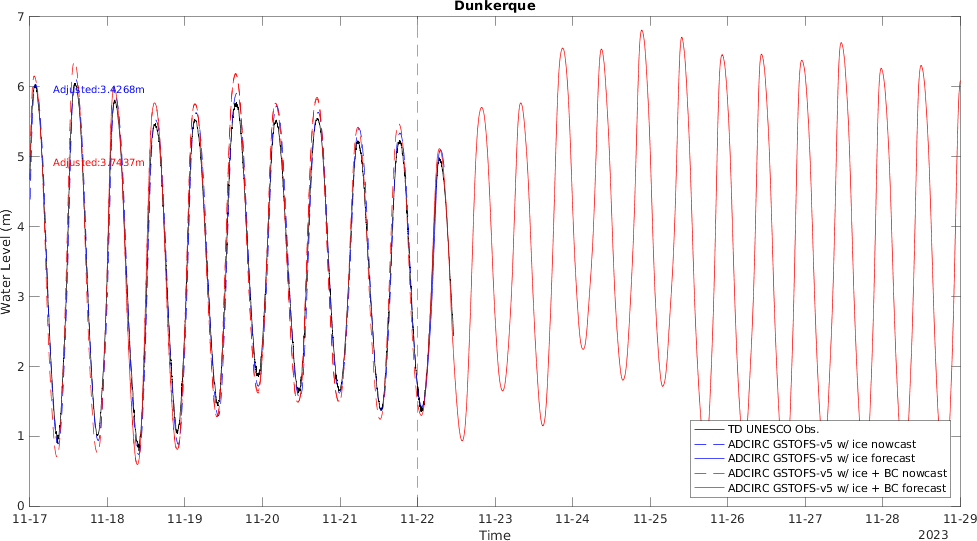 Dunkerque
7
6
5
4
3
2
1
0
Water Level (m)
Adjusted:3.4268m
Adjusted:3.7437m
TD UNESCO Obs.
ADCIRC GSTOFS-v5 w/ ice nowcast
ADCIRC GSTOFS-v5 w/ ice forecast
ADCIRC GSTOFS-v5 w/ ice + BC nowcast
ADCIRC GSTOFS-v5 w/ ice + BC forecast
11-17 11-18 11-19 11-20 11-21 11-22 11-23 11-24 11-25 11-26 11-27 11-28 11-29
Time
2023